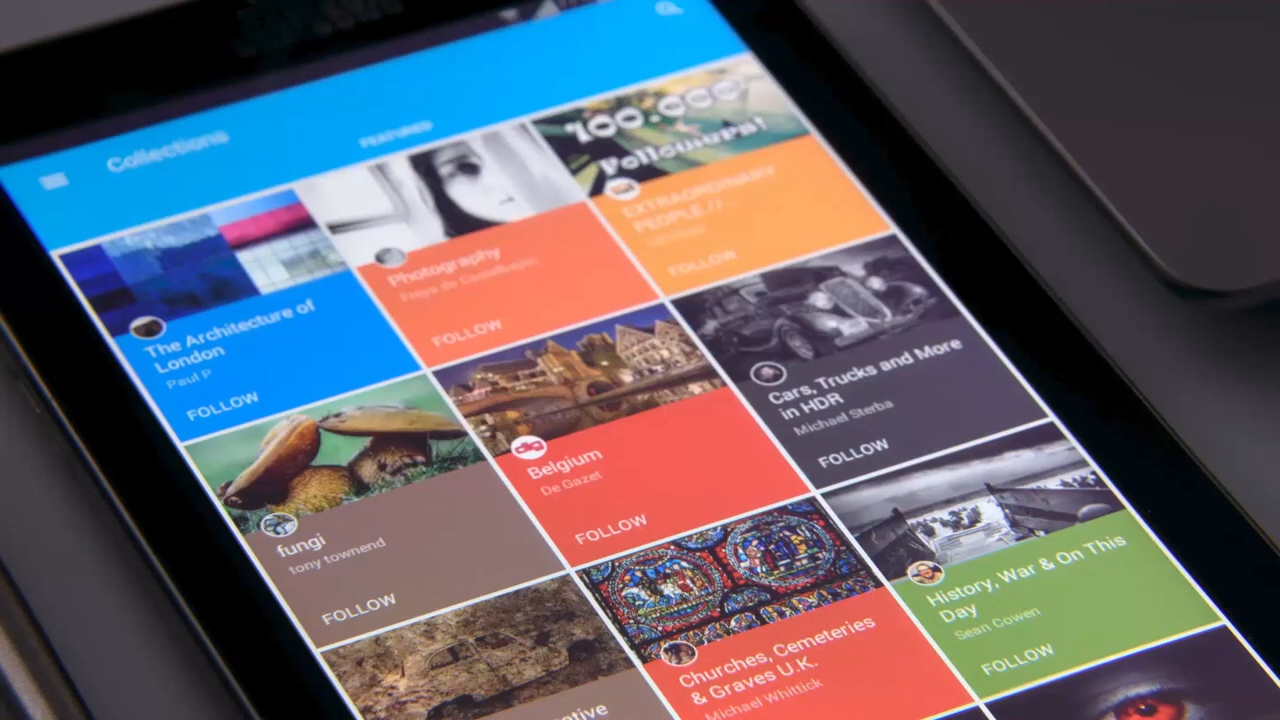 Collections
FEATURED
The Architecture of
London
Paul P
FOLLOW
Photography
FOLLOW
100.000
Followers!
EXTRAORDINARY
PEOPLE //
FOLLOW
fungi
tony townend
FOLLOW
Belgium
De Gazet
FOLLOW
Cars, Trucks and More
in HDR
Michael Sterba
FOLLOW
Churches, Cemeteries
& Graves U.K.
Michael Whittick
History, War & On This
Day
Sean Cowen
FOLLOW